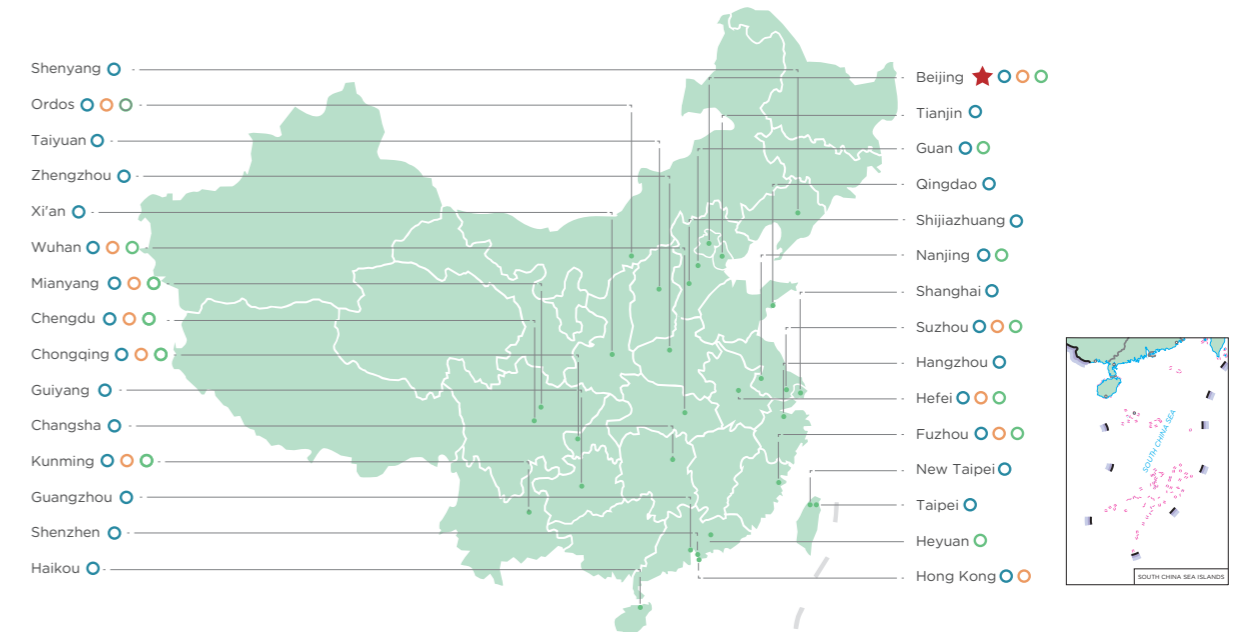 Shenyang
Ordos
Taiyuan
Zhengzhou
Xi'an
Wuhan
Mianyang
Chengdu
Chongqing
Guiyang
Changsha
Kunming
Guangzhou
Shenzhen
Haikou
Beijing
Tianjin
Guan
Qingdao
Shijiazhuang
Nanjing
Shanghai
Suzhou
Hangzhou
Hefei
Fuzhou
New Taipei
Taipei
Heyuan
Hong Kong
SOUTH CHINA SEA
SOUTH CHINA SEA ISLANDS